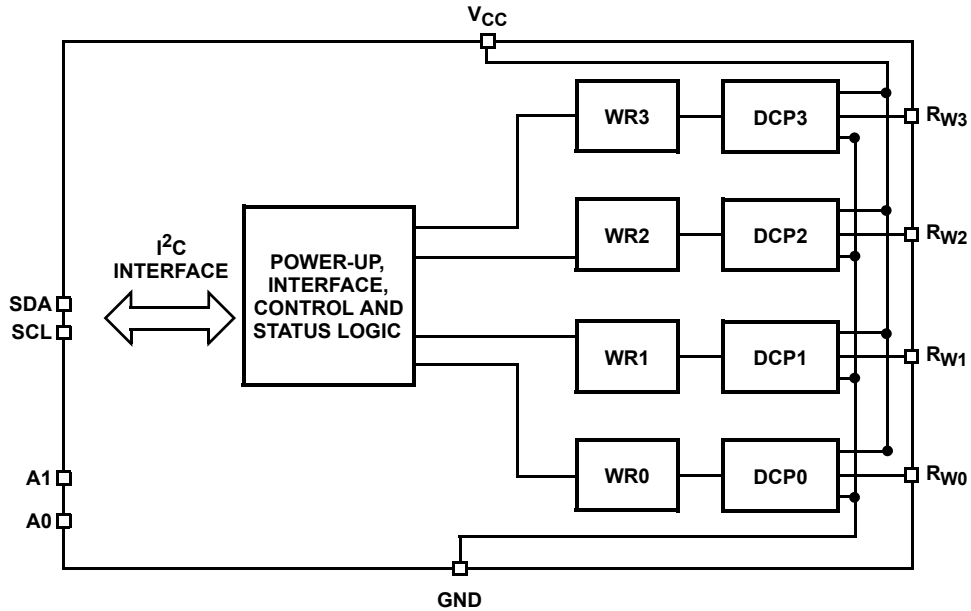 VCC
WR3
DCP3
RW3
WR2
DCP2
RW2
I²C
INTERFACE
POWER-UP,
INTERFACE,
CONTROL AND
STATUS LOGIC
SDA
SCL
WR1
DCP1
RW1
WR0
DCP0
RW0
A1
A0
GND